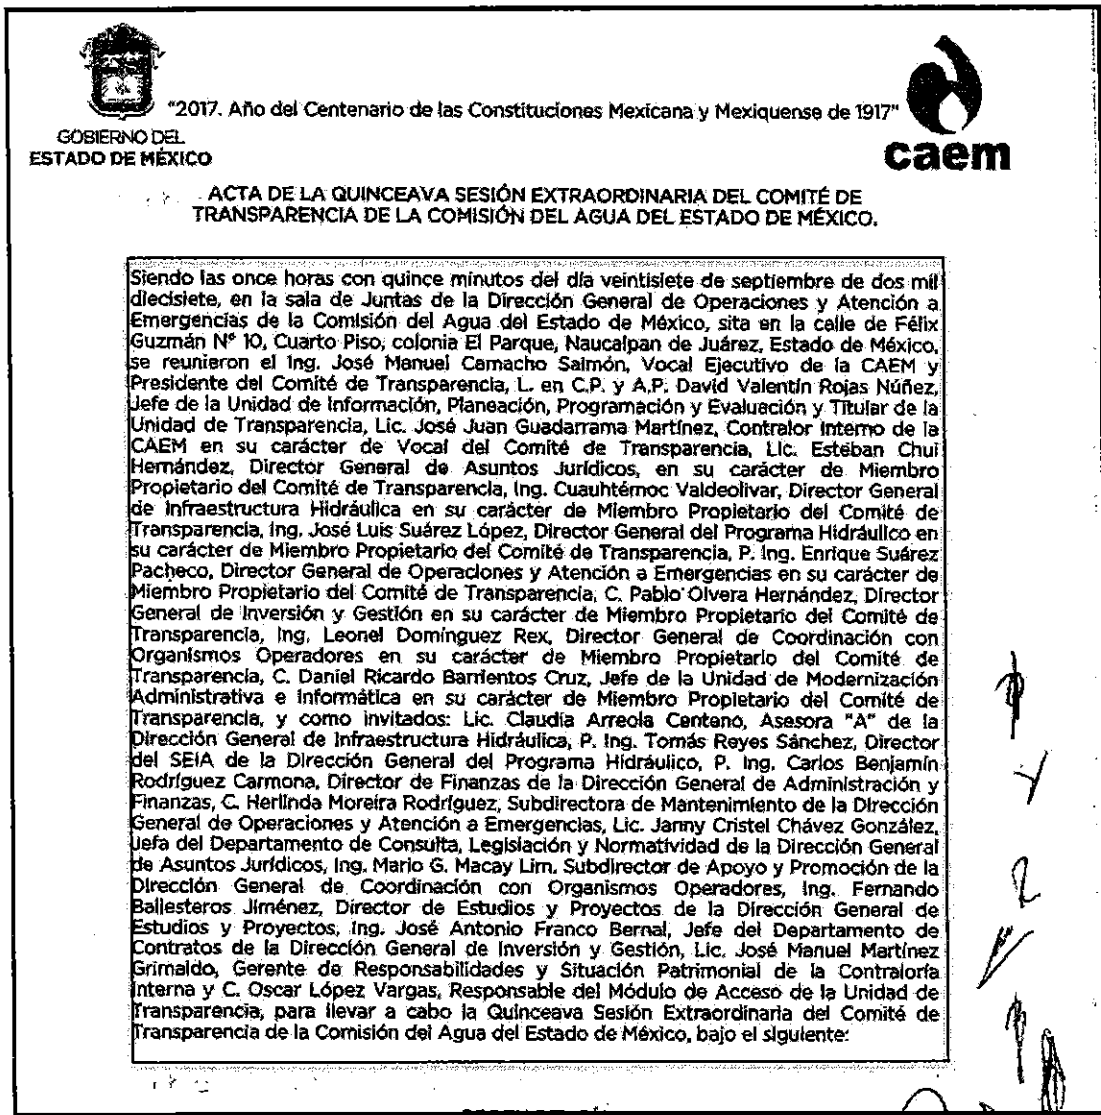 "2017. Año del Centenario de las Constituciones Mexicana y Mexiquense de 1917"
GOBIERNO DEL
ESTADO DE MÉXICO
caem
ACTA DE LA QUINCEAVA SESIÓN EXTRAORDINARIA DEL COMITÉ DE
TRANSPARENCIA DE LA COMISIÓN DEL AGUA DEL ESTADO DE MÉXICO.
Siendo las once horas con quince minutos del día veintisiete de septiembre de dos mil
diecisiete, en la sala de Juntas de la Dirección General de Operaciones y Atención a
Emergencias de la Comisión del Agua del Estado de México, sita en la calle de Félix
Guzmán N° 10, Cuarto Piso, colonia El Parque, Naucalpan de Juárez, Estado de México,
se reunieron el Ing. José Manuel Camacho Salmón, Vocal Ejecutivo de la CAEM y
Presidente del Comité de Transparencia, L. en C.P. y A.P. David Valentín Rojas Núñez,
Jefe de la Unidad de Información, Planeación, Programación y Evaluación y Titular de la
Unidad de Transparencia, Lic. José Juan Guadarrama Martínez, Contralor Interno de la
CAEM en su carácter de Vocal del Comité de Transparencia, Lic. Esteban Chui
Hernández, Director General de Asuntos Jurídicos, en su carácter de Miembro
Propietario del Comité de Transparencia, Ing. Cuauhtémoc Valdeolivar, Director General
de Infraestructura Hidráulica en su carácter de Miembro Propietario del Comité de
Transparencia, Ing. José Luis Suárez López, Director General del Programa Hidráulico en
su carácter de Miembro Propietario del Comité de Transparencia, P. Ing. Enrique Suárez
Pacheco, Director General de Operaciones y Atención a Emergencias en su carácter de
Miembro Propietario del Comité de Transparencia, C. Pablo Olvera Hernández, Director
General de Inversión y Gestión en su carácter de Miembro Propietario del Comité de
Transparencia, Ing. Leonel Domínguez Rex, Director General de Coordinación con
Organismos Operadores en su carácter de Miembro Propietario del Comité de
Transparencia, C. Daniel Ricardo Barrientos Cruz, Jefe de la Unidad de Modernización
Administrativa e Informática en su carácter de Miembro Propietario del Comité de
Transparencia, y como invitados: Lic. Claudia Arreola Centeno, Asesora "A" de la
Dirección General de Infraestructura Hidráulica, P. Ing. Tomás Reyes Sánchez, Director
del SEIA de la Dirección General del Programa Hidráulico, P. Ing. Carlos Benjamín
Rodríguez Carmona, Director de Finanzas de la Dirección General de Administración y
Finanzas, C. Herlinda Moreira Rodríguez, Subdirectora de Mantenimiento de la Dirección
General de Operaciones y Atención a Emergencias, Lic. Janny Cristel Chávez González,
Jefa del Departamento de Consulta, Legislación y Normatividad de la Dirección General
de Asuntos Jurídicos, Ing. Mario G. Macay Lim, Subdirector de Apoyo y Promoción de la
Dirección General de Coordinación con Organismos Operadores, Ing. Fernando
Ballesteros Jiménez, Director de Estudios y Proyectos de la Dirección General de
Estudios y Proyectos, Ing. José Antonio Franco Bernal, Jefe del Departamento de
Contratos de la Dirección General de Inversión y Gestión, Lic. José Manuel Martínez
Grimaldo, Gerente de Responsabilidades y Situación Patrimonial de la Contraloría
Interna y C. Oscar López Vargas, Responsable del Módulo de Acceso de la Unidad de
Transparencia, para llevar a cabo la Quinceava Sesión Extraordinaria del Comité de
Transparencia de la Comisión del Agua del Estado de México, bajo el siguiente: